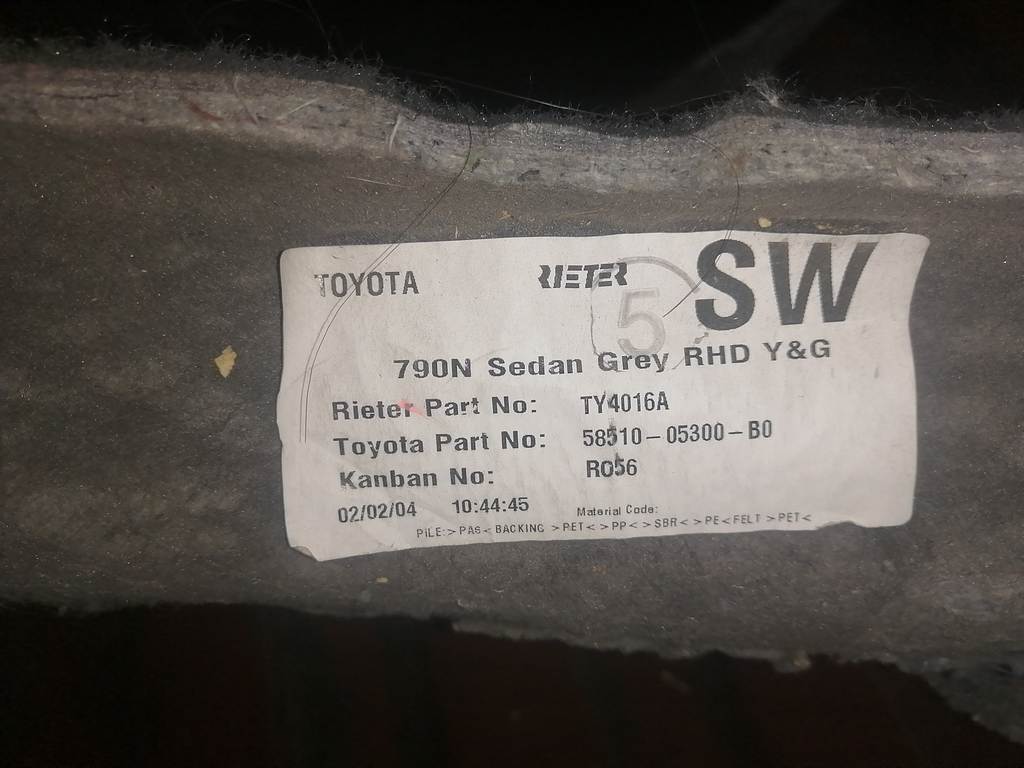 TOYOTA RIETER SW
5
790N Sedan Grey RHD Y&G
Rieter Part No: TY4016A
Toyota Part No: 58510-05300-B0
Kanban No: R056
02/02/04 10:44:45 Material Code:
PILE:>PA6<BACKING >PET<>PP<>SBR<>PE<FELT >PET<